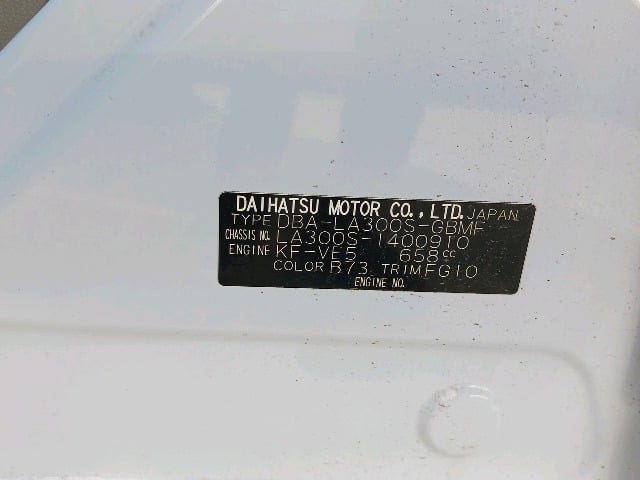 DAIHATSU MOTOR CO., LTD. JAPAN
TYPE DBA-LA300S-GBMF
CHASSIS NO. LA300S-1400910
ENGINE KF-VE5 658cc
COLOR B73 TRIM FG10
ENGINE NO.